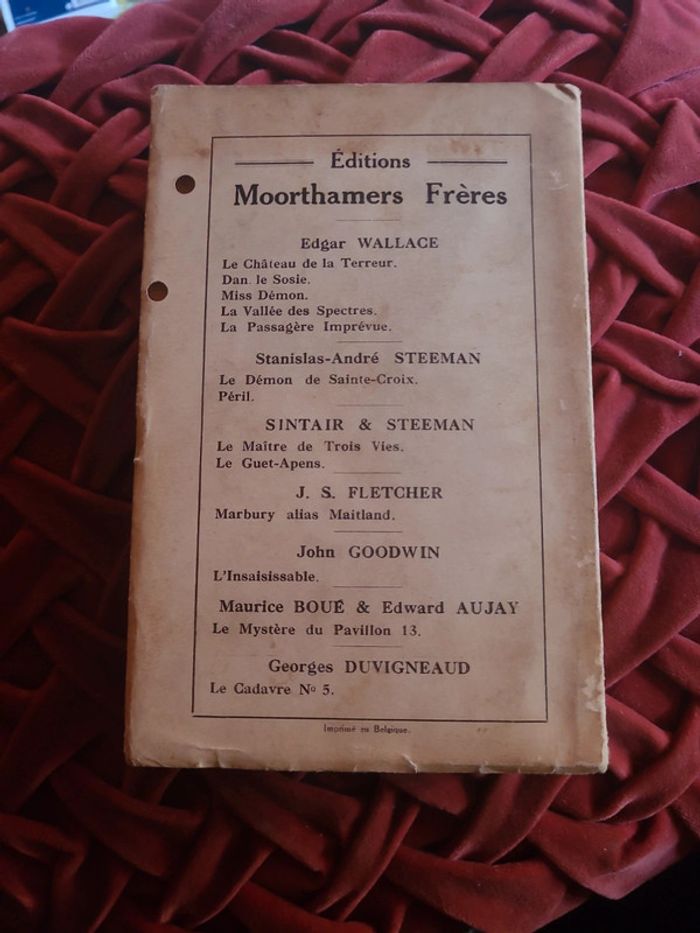 Éditions
Moorthamers Frères
Edgar WALLACE
Le Château de la Terreur.
Dan. le Sosie.
Miss Démon.
La Vallée des Spectres.
La Passagère Imprévue.
Stanislas-André STEEMAN
Le Démon de Sainte-Croix.
Péril.
SINTAIR & STEEMAN
Le Maître de Trois Vies.
Le Guet-Apens.
J. S. FLETCHER
Marbury alias Maitland.
John GOODWIN
L'Insaisissable.
Maurice BOUÉ & Edward AUJAY
Le Mystère du Pavillon 13.
Georges DUVIGNEAUD
Le Cadavre No 5.
Imprimé en Belgique.